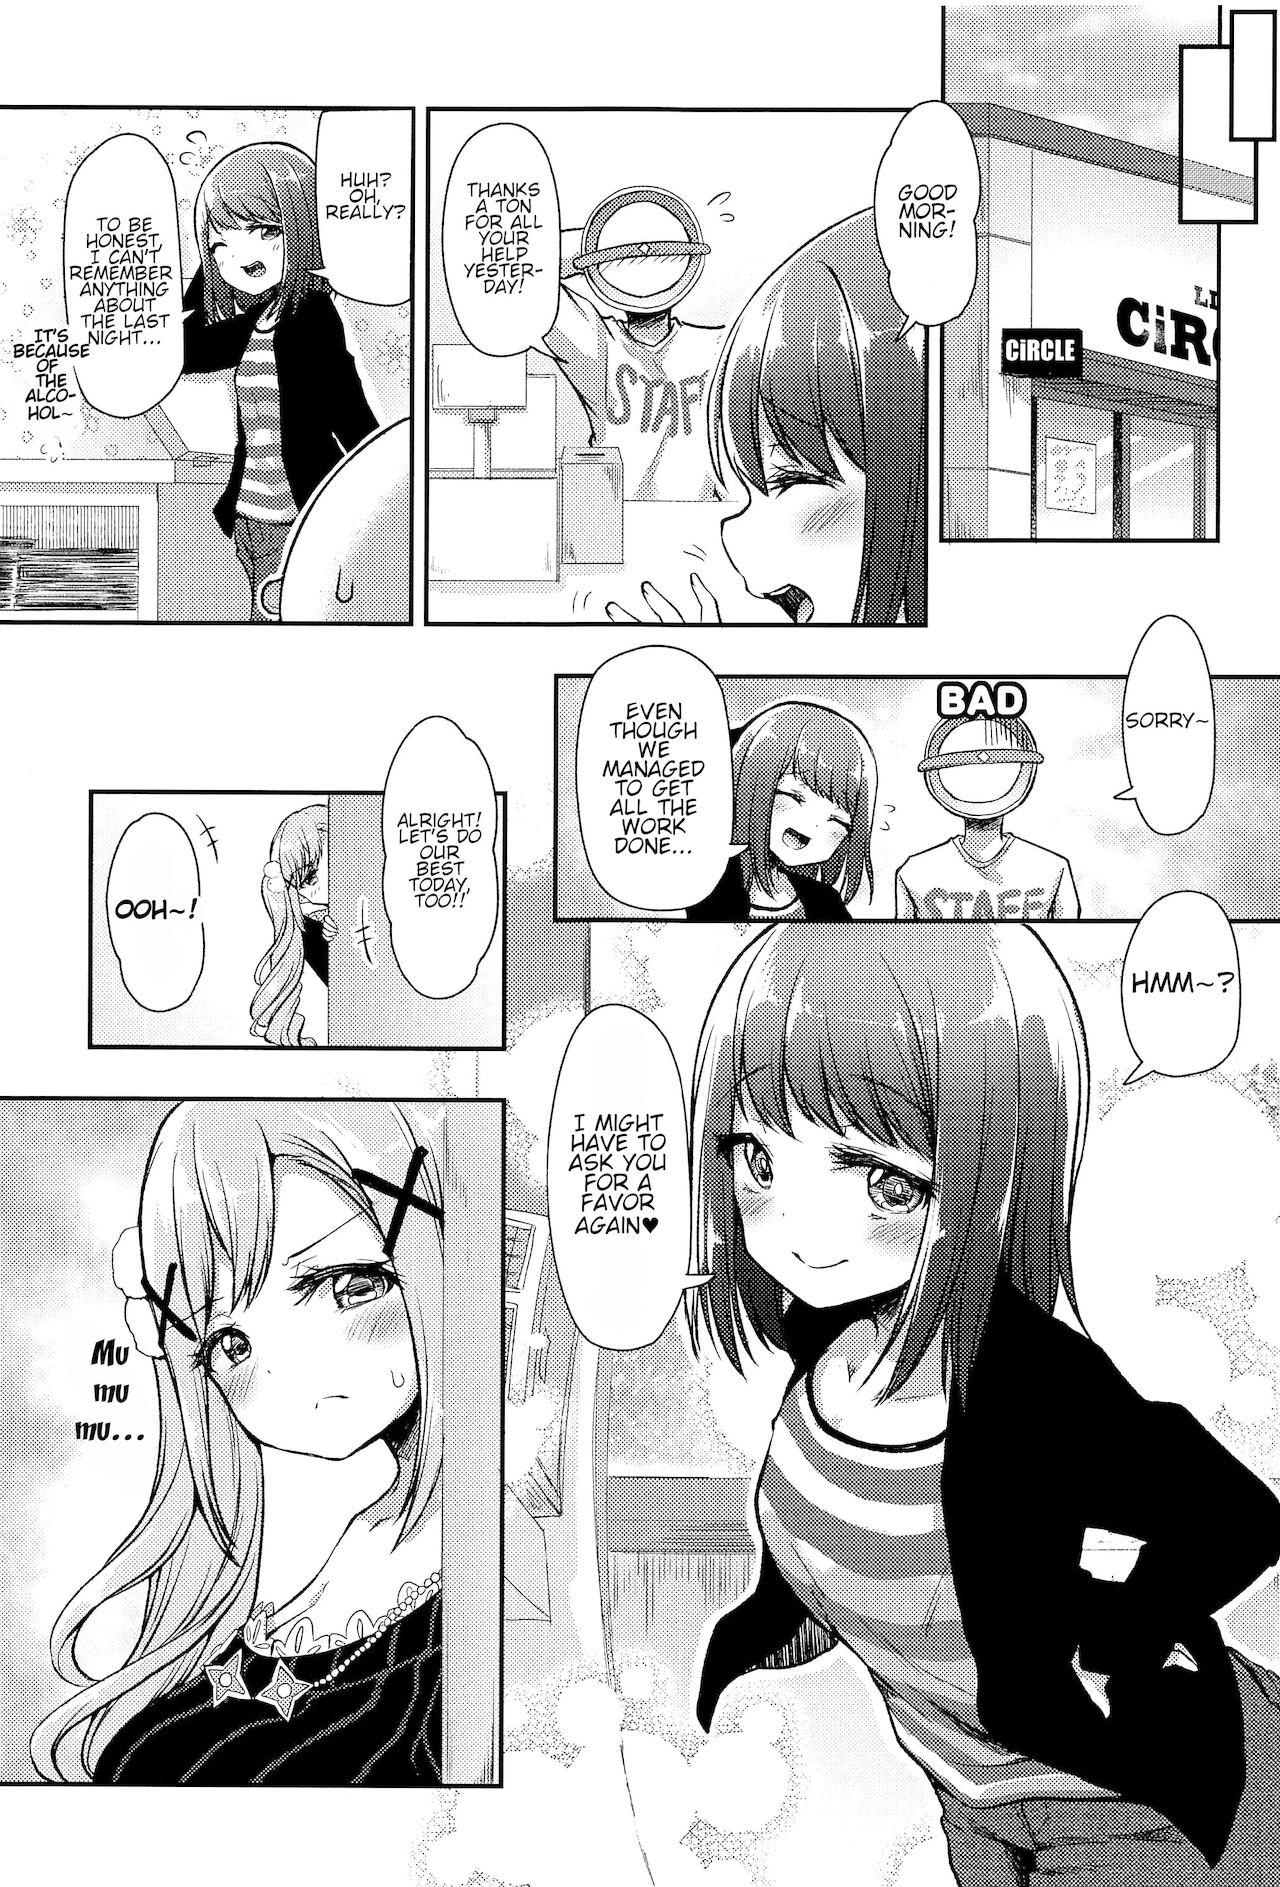 LI
CiRC
CiRCLE
GOOD
MOR-
NING!
THANKS
A TON
FOR ALL
YOUR
HELP
YESTER-
DAY!
STAF
HUH?
OH,
REALLY?
TO BE
HONEST,
I CAN'T
REMEMBER
ANYTHING
ABOUT
THE LAST
NIGHT...
IT'S
BECAUSE
OF THE
ALCO-
HOL~
SORRY~
BAD
STAFF
EVEN
THOUGH
WE
MANAGED
TO GET
ALL THE
WORK
DONE...
HMM~?
I MIGHT
HAVE TO
ASK YOU
FOR A
FAVOR
AGAIN♥
ALRIGHT!
LET'S DO
OUR
BEST
TODAY,
TOO!!
OOH~!
MU
MU
MU...